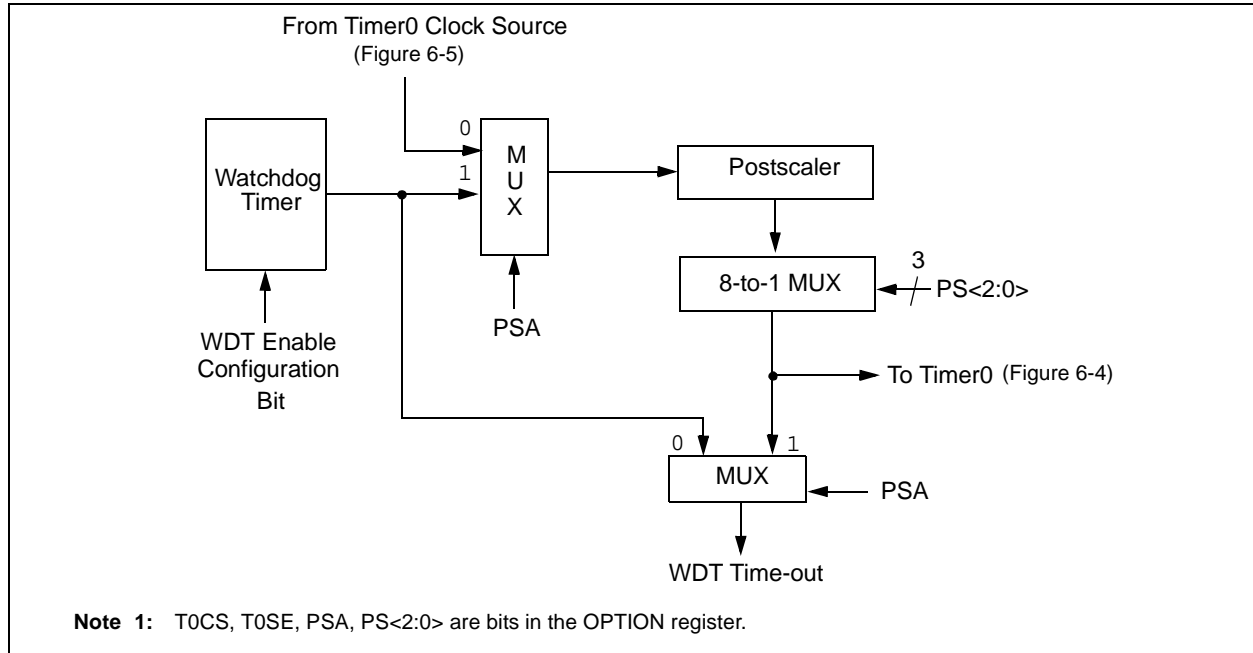 From Timer0 Clock Source
(Figure 6-5)
0
1
M
U
X
Watchdog
Timer
Postscaler
8-to-1 MUX
3
PS<2:0>
PSA
WDT Enable
Configuration
Bit
To Timer0 (Figure 6-4)
0
1
MUX
PSA
WDT Time-out
Note 1: T0CS, T0SE, PSA, PS<2:0> are bits in the OPTION register.